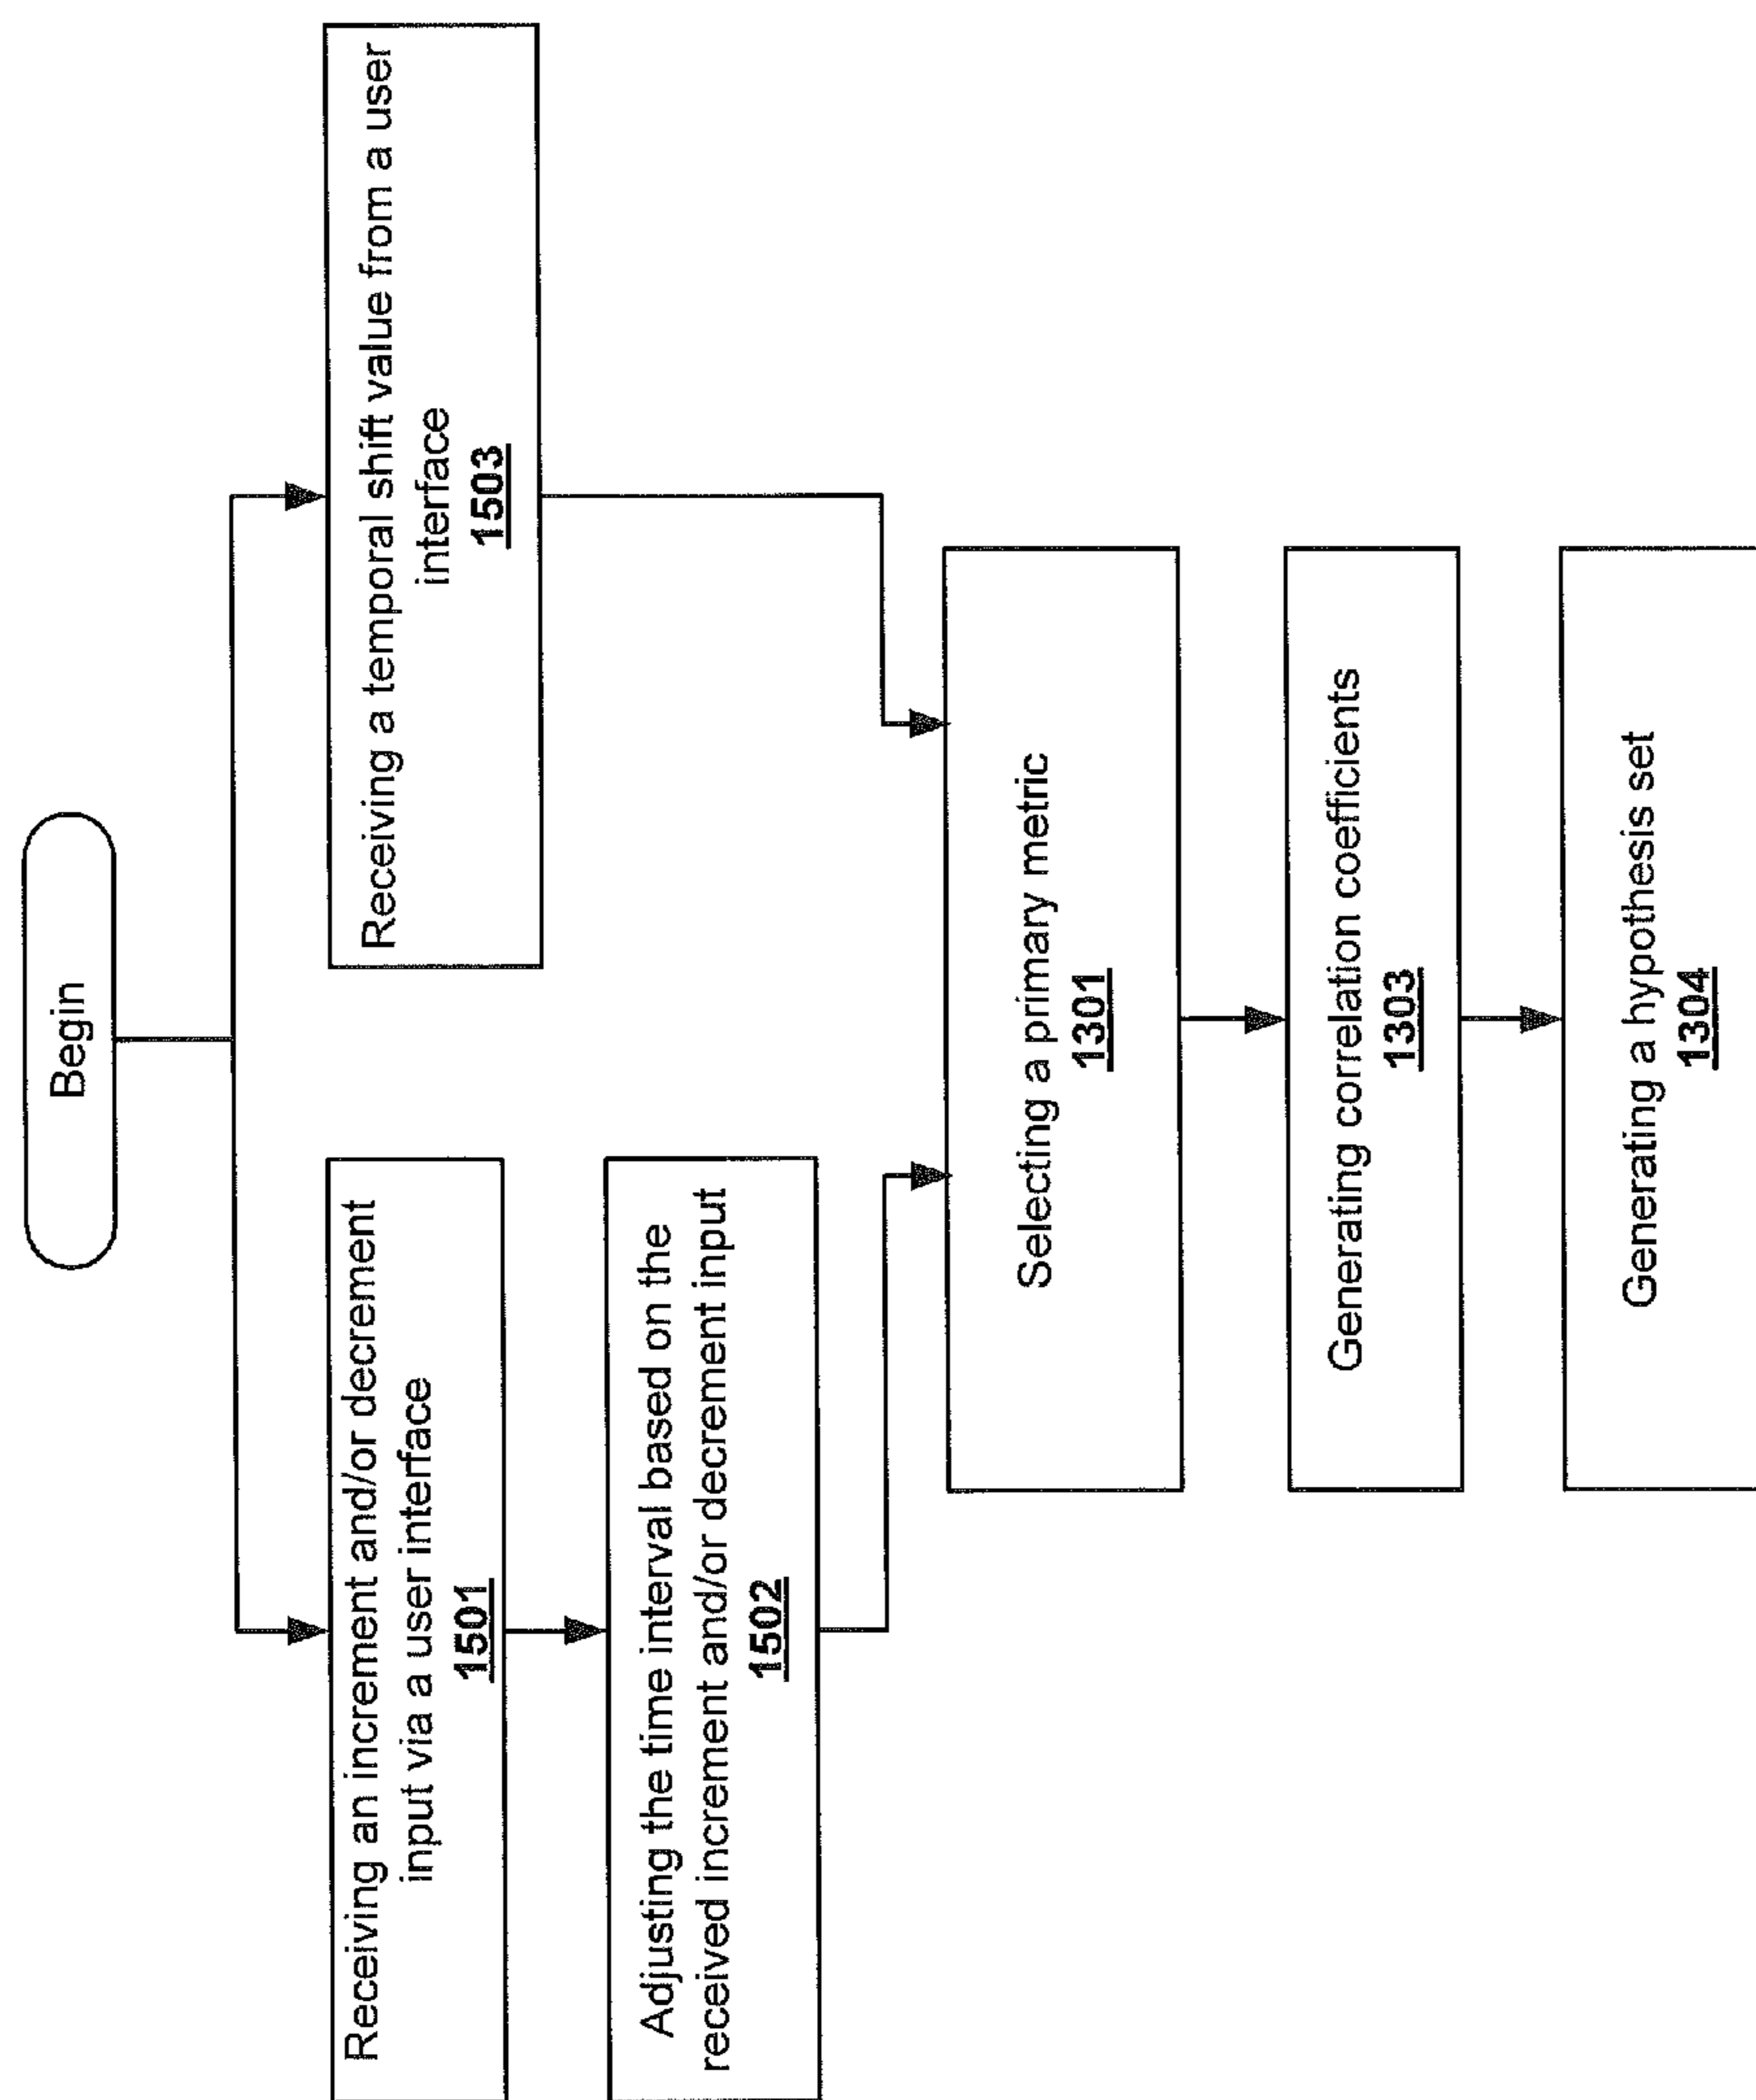 Begin
Receiving an increment and/or decrement
input via a user interface
1501
Adjusting the time interval based on the
received increment and/or decrement input
1502
Receiving a temporal shift value from a user
interface
1503
Selecting a primary metric
1301
Generating correlation coefficients
1303
Generating a hypothesis set
1304